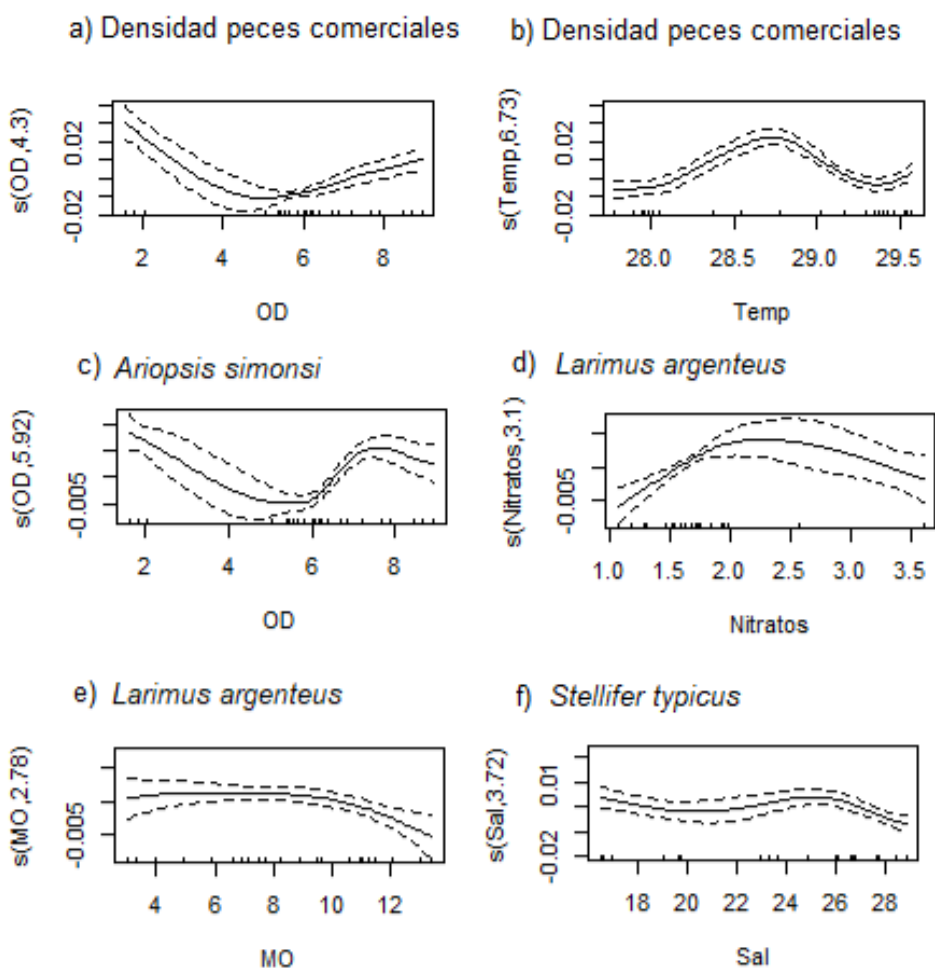 a) Densidad peces comerciales
s(OD,4.3)
0.02
-0.02
2 4 6 8
OD
b) Densidad peces comerciales
s(Temp,6.73)
0.02
-0.02
28.0 28.5 29.0 29.5
Temp
c) Ariopsis simonsi
s(OD,5.92)
-0.005
2 4 6 8
OD
d) Larimus argenteus
s(Nitratos,3.1)
-0.005
1.0 1.5 2.0 2.5 3.0 3.5
Nitratos
e) Larimus argenteus
s(MO,2.78)
-0.005
4 6 8 10 12
MO
f) Stellifer typicus
s(Sal,3.72)
0.01
-0.02
18 20 22 24 26 28
Sal